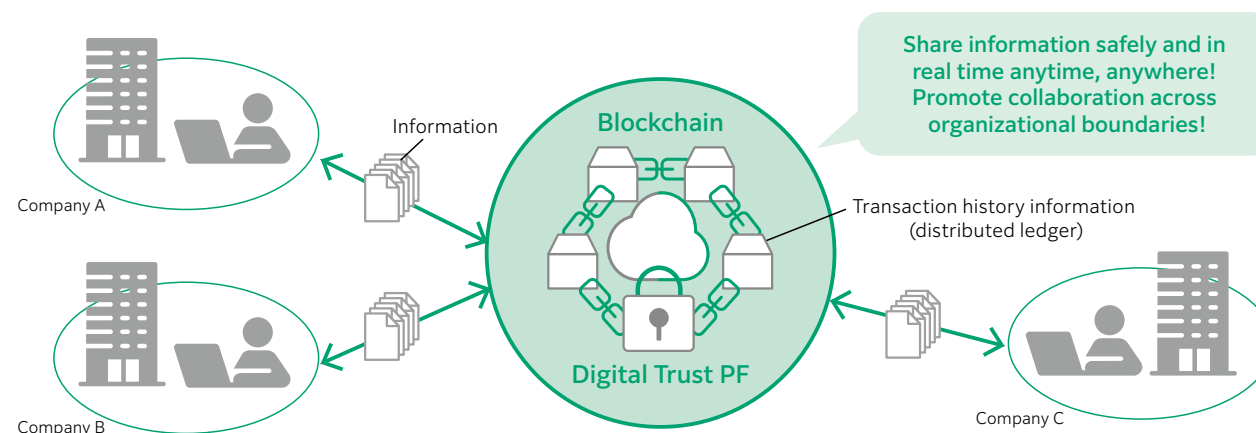 Share information safely and in
real time anytime, anywhere!
Promote collaboration across
organizational boundaries!
Information
Blockchain
Company A
Transaction history information
(distributed ledger)
Digital Trust PF
Company C
Company B